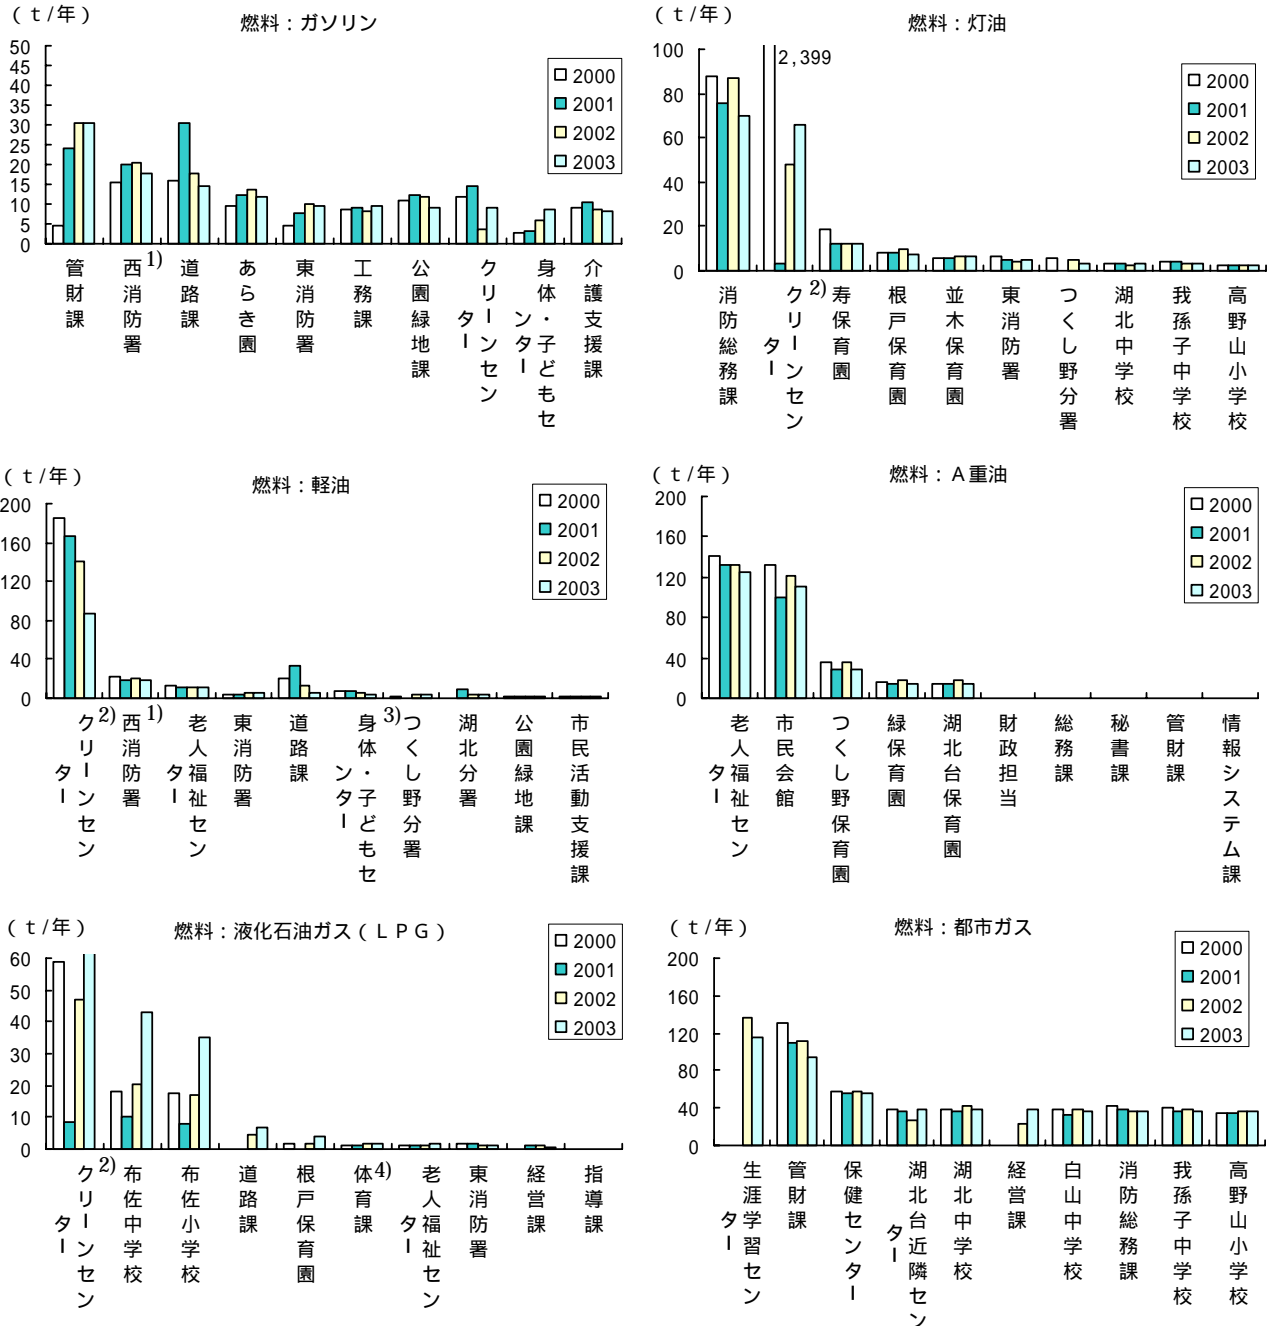 （ｔ/年）
燃料：ガソリン
50
45
40
35
30
25
20
15
10
5
0
2000
2001
2002
2003
管財課
西消防署
1)
道路課
あらき園
東消防署
工務課
公園緑地課
クリーンセン
ター
身体・子どもセ
ンター
介護支援課
（ｔ/年）
燃料：灯油
100
80
60
40
20
0
2,399
2000
2001
2002
2003
消防総務課
クリーンセン
ター
2)
寿保育園
根戸保育園
並木保育園
東消防署
つくし野分署
湖北中学校
我孫子中学校
高野山小学校
（ｔ/年）
燃料：軽油
200
160
120
80
40
0
2000
2001
2002
2003
クリーンセン
ター
2)
西消防署
1)
老人福祉セン
ター
東消防署
道路課
身体・子どもセ
ンター
3)
つくし野分署
湖北分署
公園緑地課
市民活動支援課
（ｔ/年）
燃料：Ａ重油
200
160
120
80
40
0
2000
2001
2002
2003
老人福祉セン
ター
市民会館
つくし野保育園
緑保育園
湖北台保育園
財政担当
総務課
秘書課
管財課
情報システム課
（ｔ/年）
燃料：液化石油ガス（ＬＰＧ）
60
50
40
30
20
10
0
2000
2001
2002
2003
クリーンセン
ター
2)
布佐中学校
布佐小学校
道路課
根戸保育園
体育課
4)
老人福祉セン
ター
東消防署
経営課
指導課
（ｔ/年）
燃料：都市ガス
200
160
120
80
40
0
2000
2001
2002
2003
生涯学習セン
ター
管財課
保健センター
湖北台近隣セン
ター
湖北中学校
経営課
白山中学校
消防総務課
我孫子中学校
高野山小学校